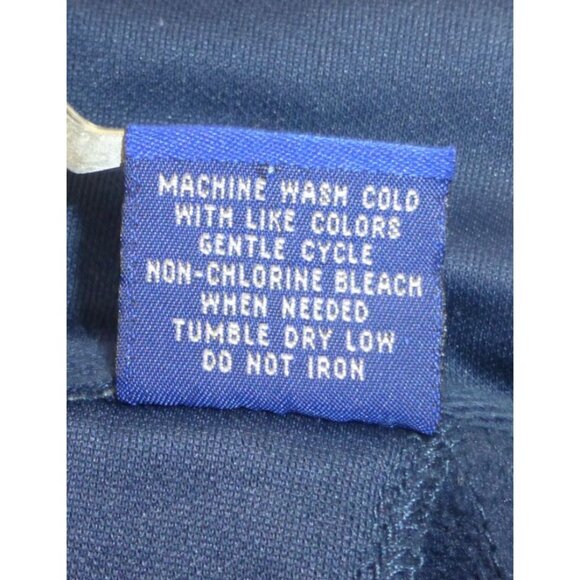 MACHINE WASH COLD
WITH LIKE COLORS
GENTLE CYCLE
NON-CHLORINE BLEACH
WHEN NEEDED
TUMBLE DRY LOW
DO NOT IRON